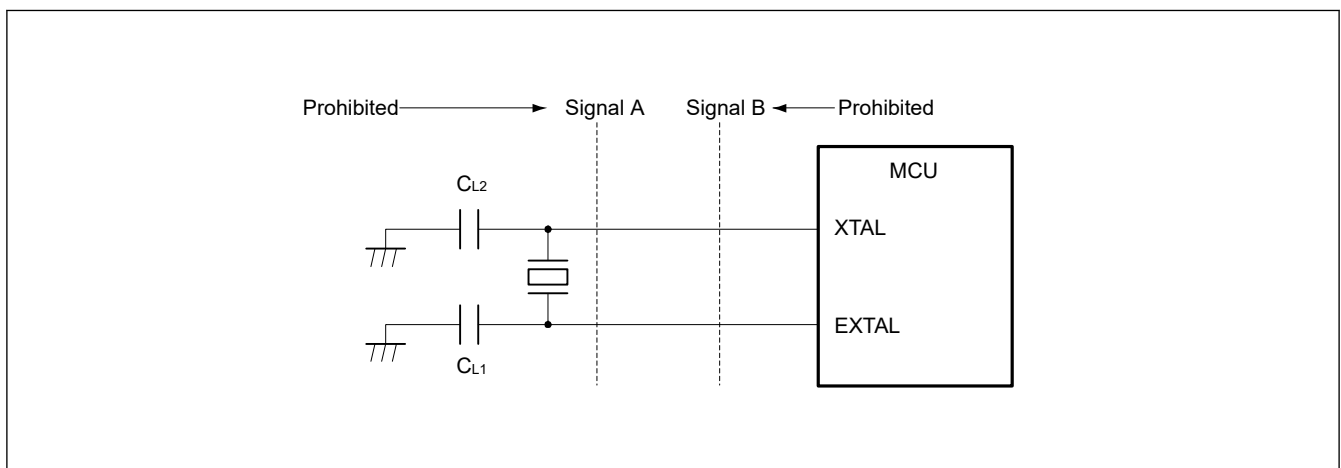 Prohibited Signal A Signal B Prohibited
MCU
CL2
XTAL
EXTAL
CL1